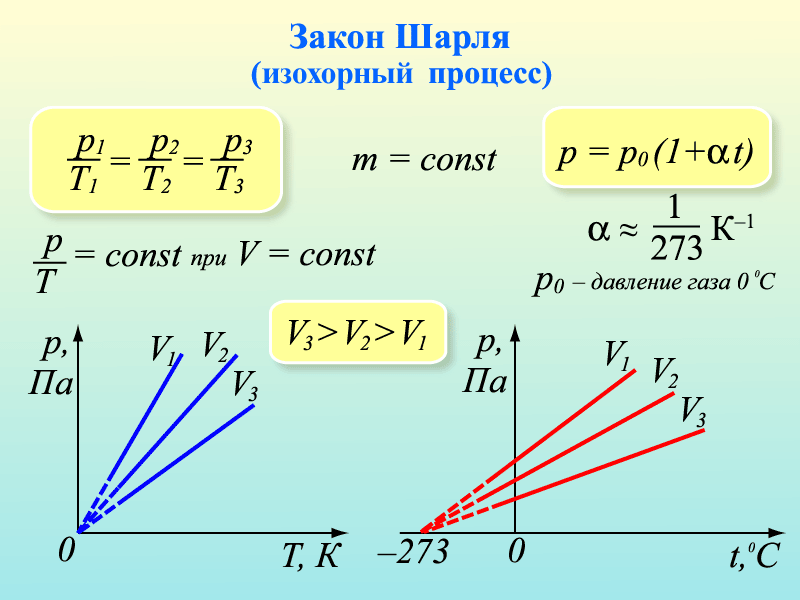 Закон Шарля
(изохорный процесс)
p₁/T₁ = p₂/T₂ = p₃/T₃
m = const
p = p₀ (1+αt)
α ≈ 1/273 К⁻¹
p/T = const при V = const
p₀ – давление газа 0 ⁰C
V₃ > V₂ > V₁
p,
Па
V₁
V₂
V₃
0
T, К
p,
Па
V₁
V₂
V₃
–273
0
t,⁰C